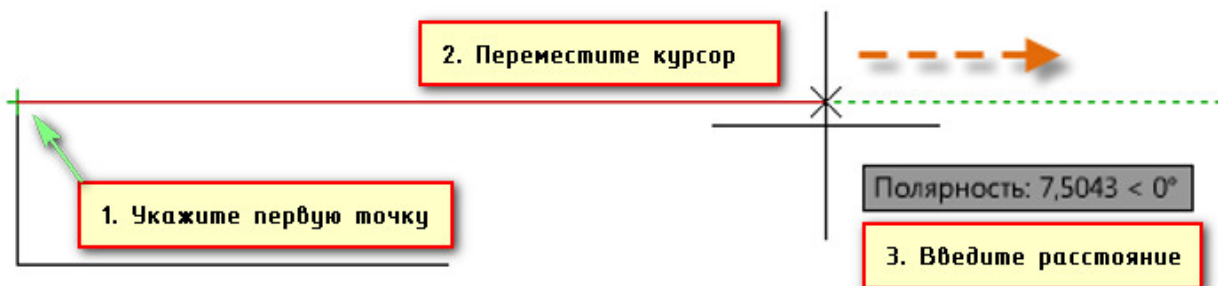 2. Переместите курсор
1. Укажите первую точку
Полярность: 7,5043 < 0°
3. Введите расстояние